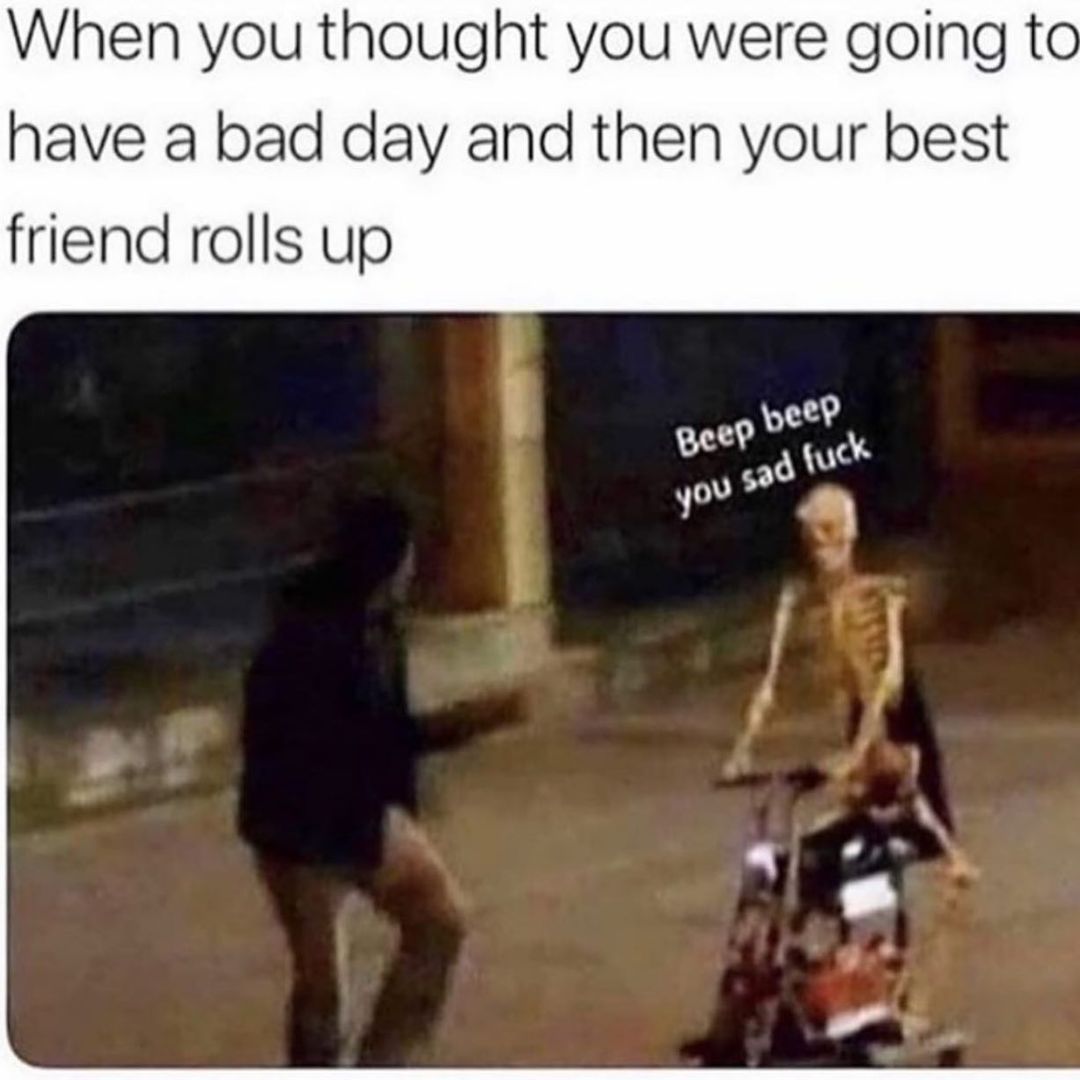 When you thought you were going to
have a bad day and then your best
friend rolls up
Beep beep
you sad fuck